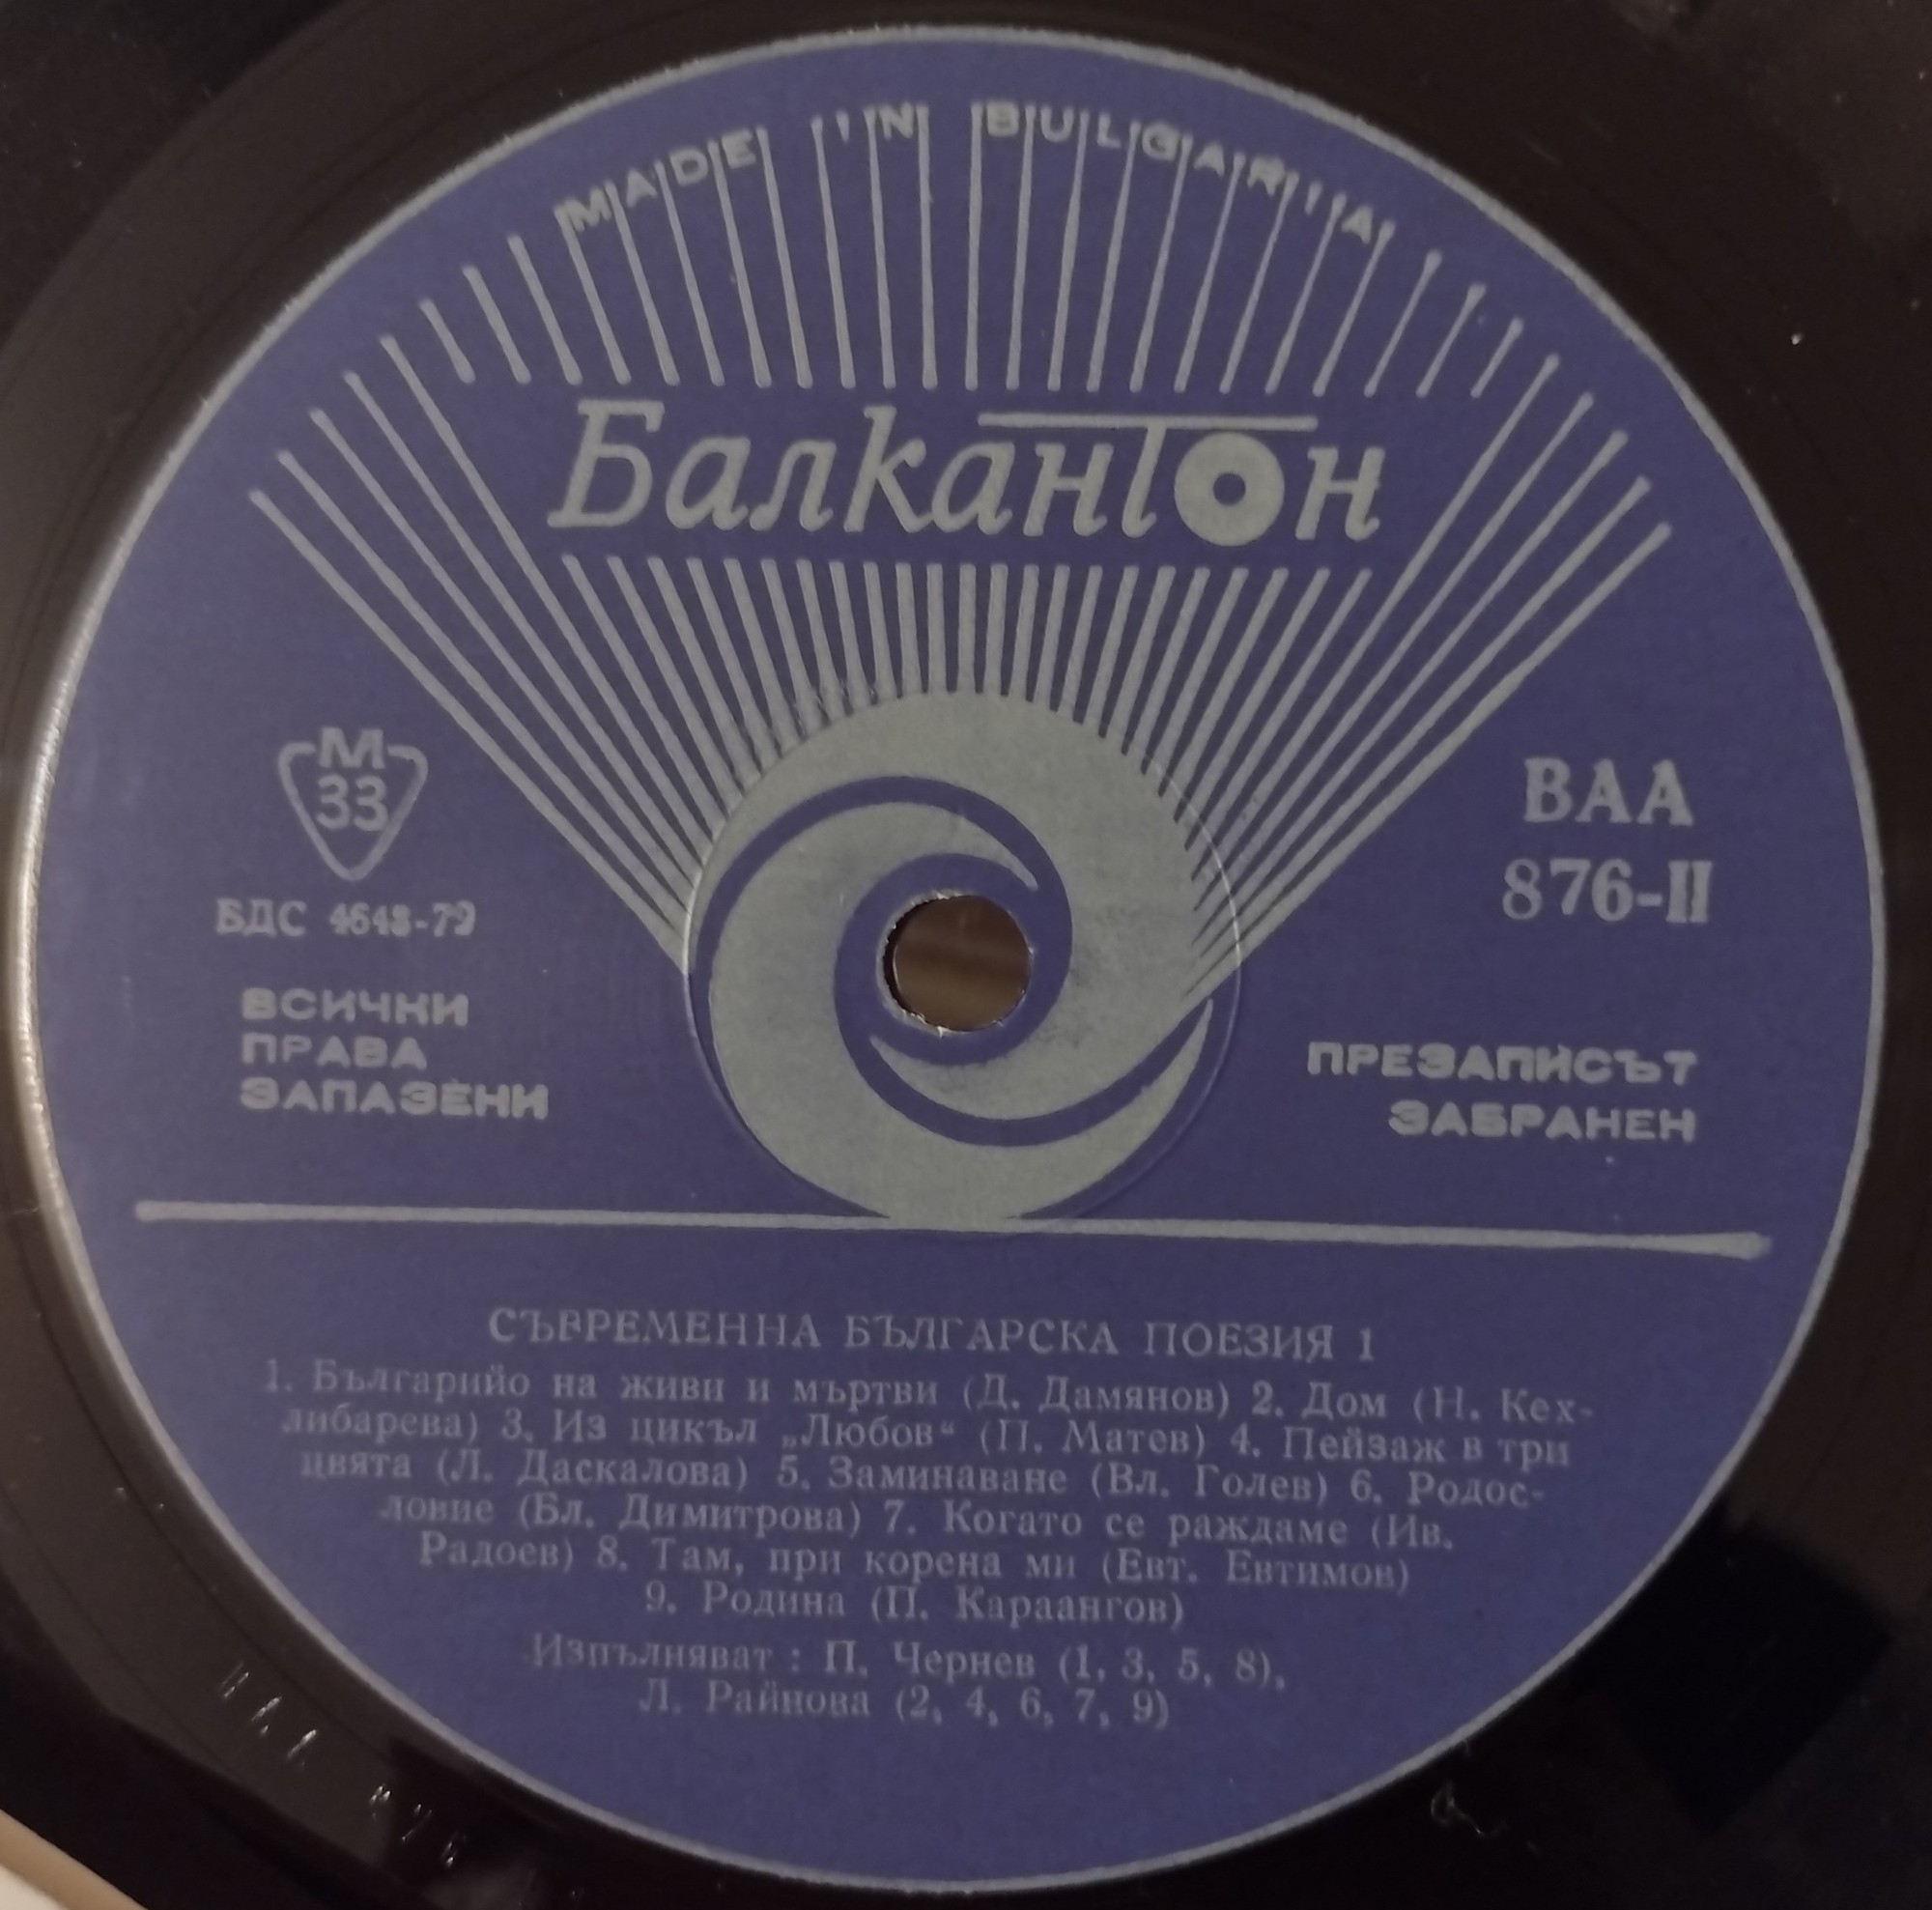 MADE IN BULGARIA
Балкантон
М
33
БДС 4643-79
ВСИЧКИ
ПРАВА
ЗАПАЗЕНИ
ВАА
876-II
ПРЕЗАПИСЪТ
ЗАБРАНЕН
СЪВРЕМЕННА БЪЛГАРСКА ПОЕЗИЯ 1
1. Българийо на живи и мъртви (Д. Дамянов) 2. Дом (Н. Кех-
либарева) 3. Из цикъл „Любов“ (П. Матев) 4. Пейзаж в три
цвята (Л. Даскалова) 5. Заминаване (Вл. Голев) 6. Родос-
ловие (Бл. Димитрова) 7. Когато се раждаме (Ив.
Радоев) 8. Там, при корена ми (Евт. Евтимов)
9. Родина (П. Караангов)
Изпълняват : П. Чернев (1, 3, 5, 8),
Л. Райнова (2, 4, 6, 7, 9)